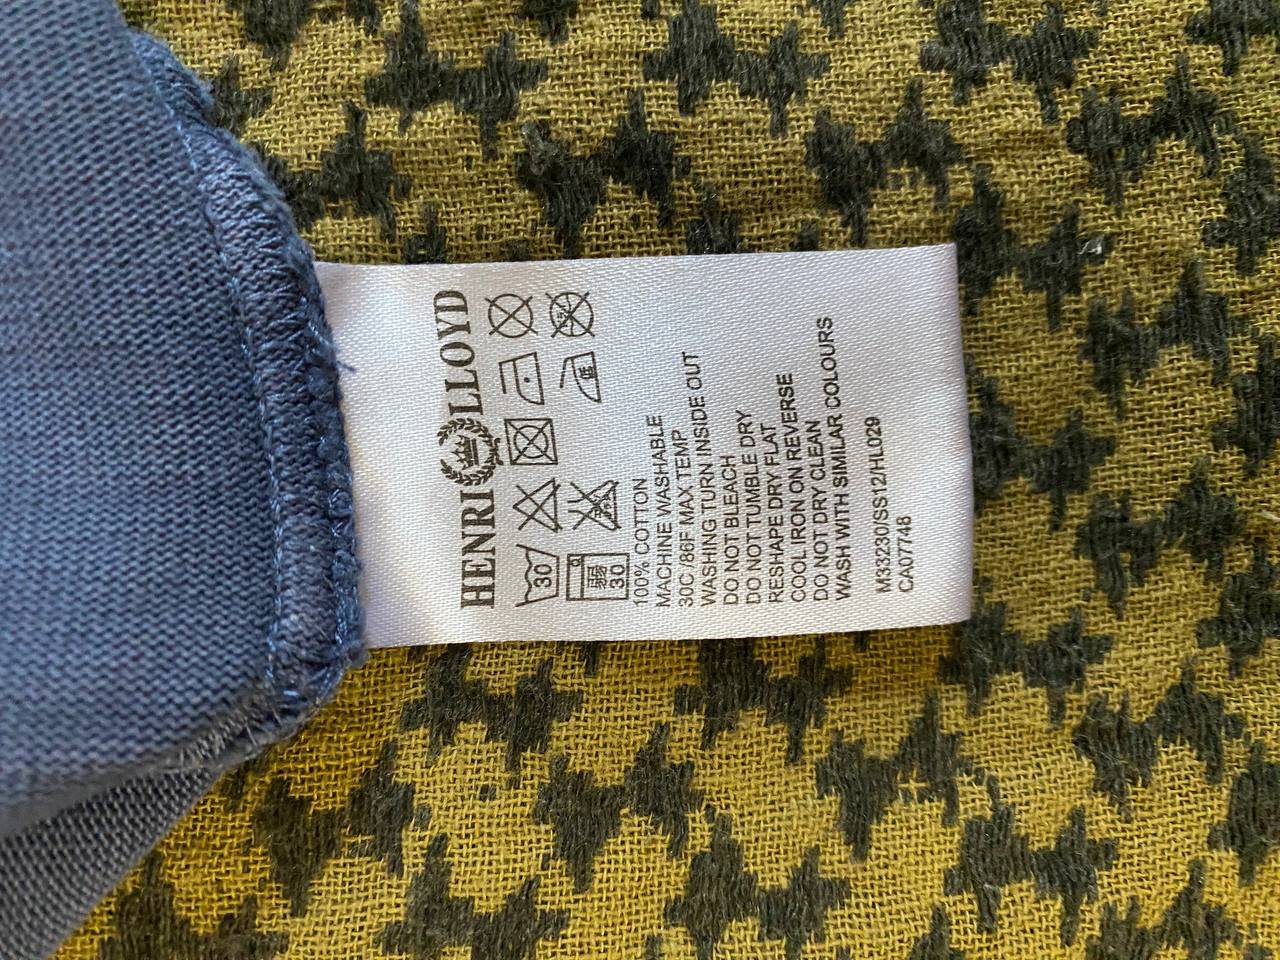 HENRI LLOYD
30
弱 30
100% COTTON
MACHINE WASHABLE
30C /86F MAX TEMP
WASHING TURN INSIDE OUT
DO NOT BLEACH
DO NOT TUMBLE DRY
RESHAPE DRY FLAT
COOL IRON ON REVERSE
DO NOT DRY CLEAN
WASH WITH SIMILAR COLOURS
M33230/SS12/HL029
CA07748